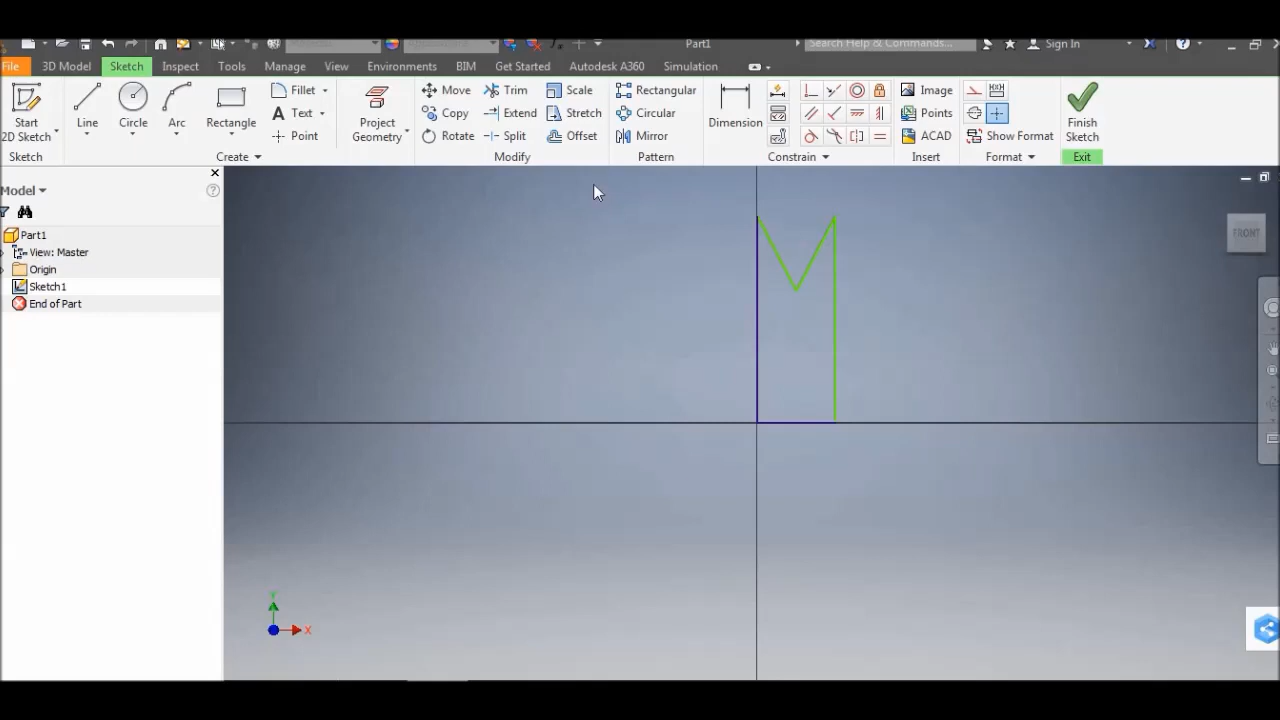 Part1
Search Help & Commands...
Sign In
File
3D Model
Sketch
Inspect
Tools
Manage
View
Environments
BIM
Get Started
Autodesk A360
Simulation
Start
2D Sketch
Line
Circle
Arc
Rectangle
Fillet
Text
Point
Project
Geometry
Move
Copy
Rotate
Trim
Extend
Split
Scale
Stretch
Offset
Rectangular
Circular
Mirror
Dimension
Image
Points
ACAD
Show Format
Finish
Sketch
Sketch
Create
Modify
Pattern
Constrain
Insert
Format
Exit
Model
Part1
View: Master
Origin
Sketch1
End of Part
FRONT
Y
X